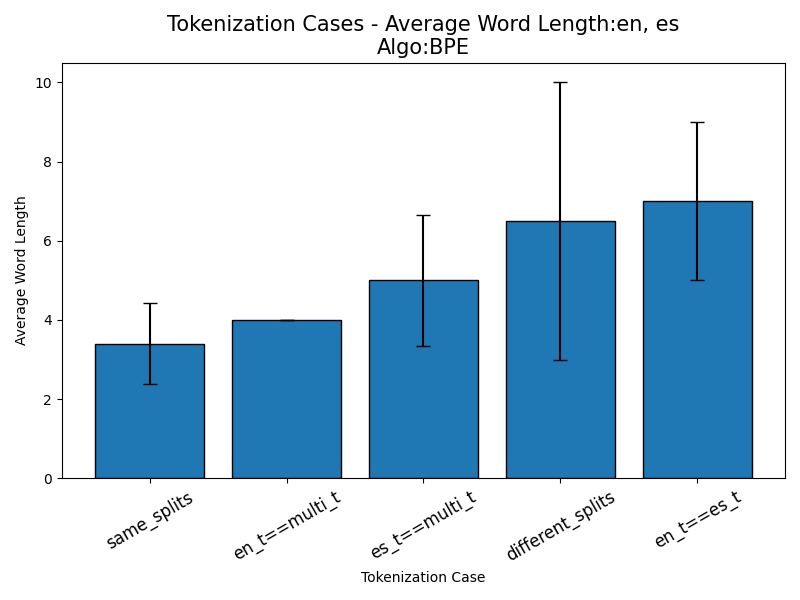 Tokenization Cases - Average Word Length:en, es
Algo:BPE
Average Word Length
10
8
6
4
2
0
same_splits
en_t==multi_t
es_t==multi_t
different_splits
en_t==es_t
Tokenization Case